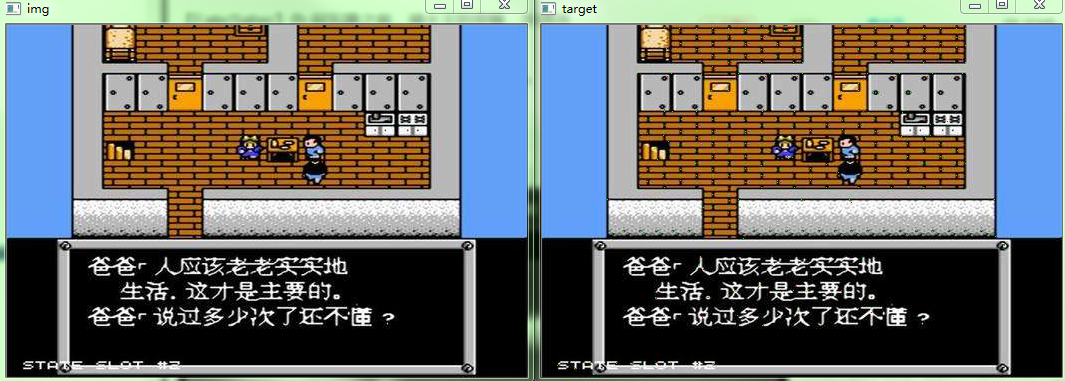 img
target
爸爸「人应该老老实实地
生活.这才是主要的。
爸爸「说过多少次了还不懂？
STATE SLOT #2
爸爸「人应该老老实实地
生活.这才是主要的。
爸爸「说过多少次了还不懂？
STATE SLOT #2